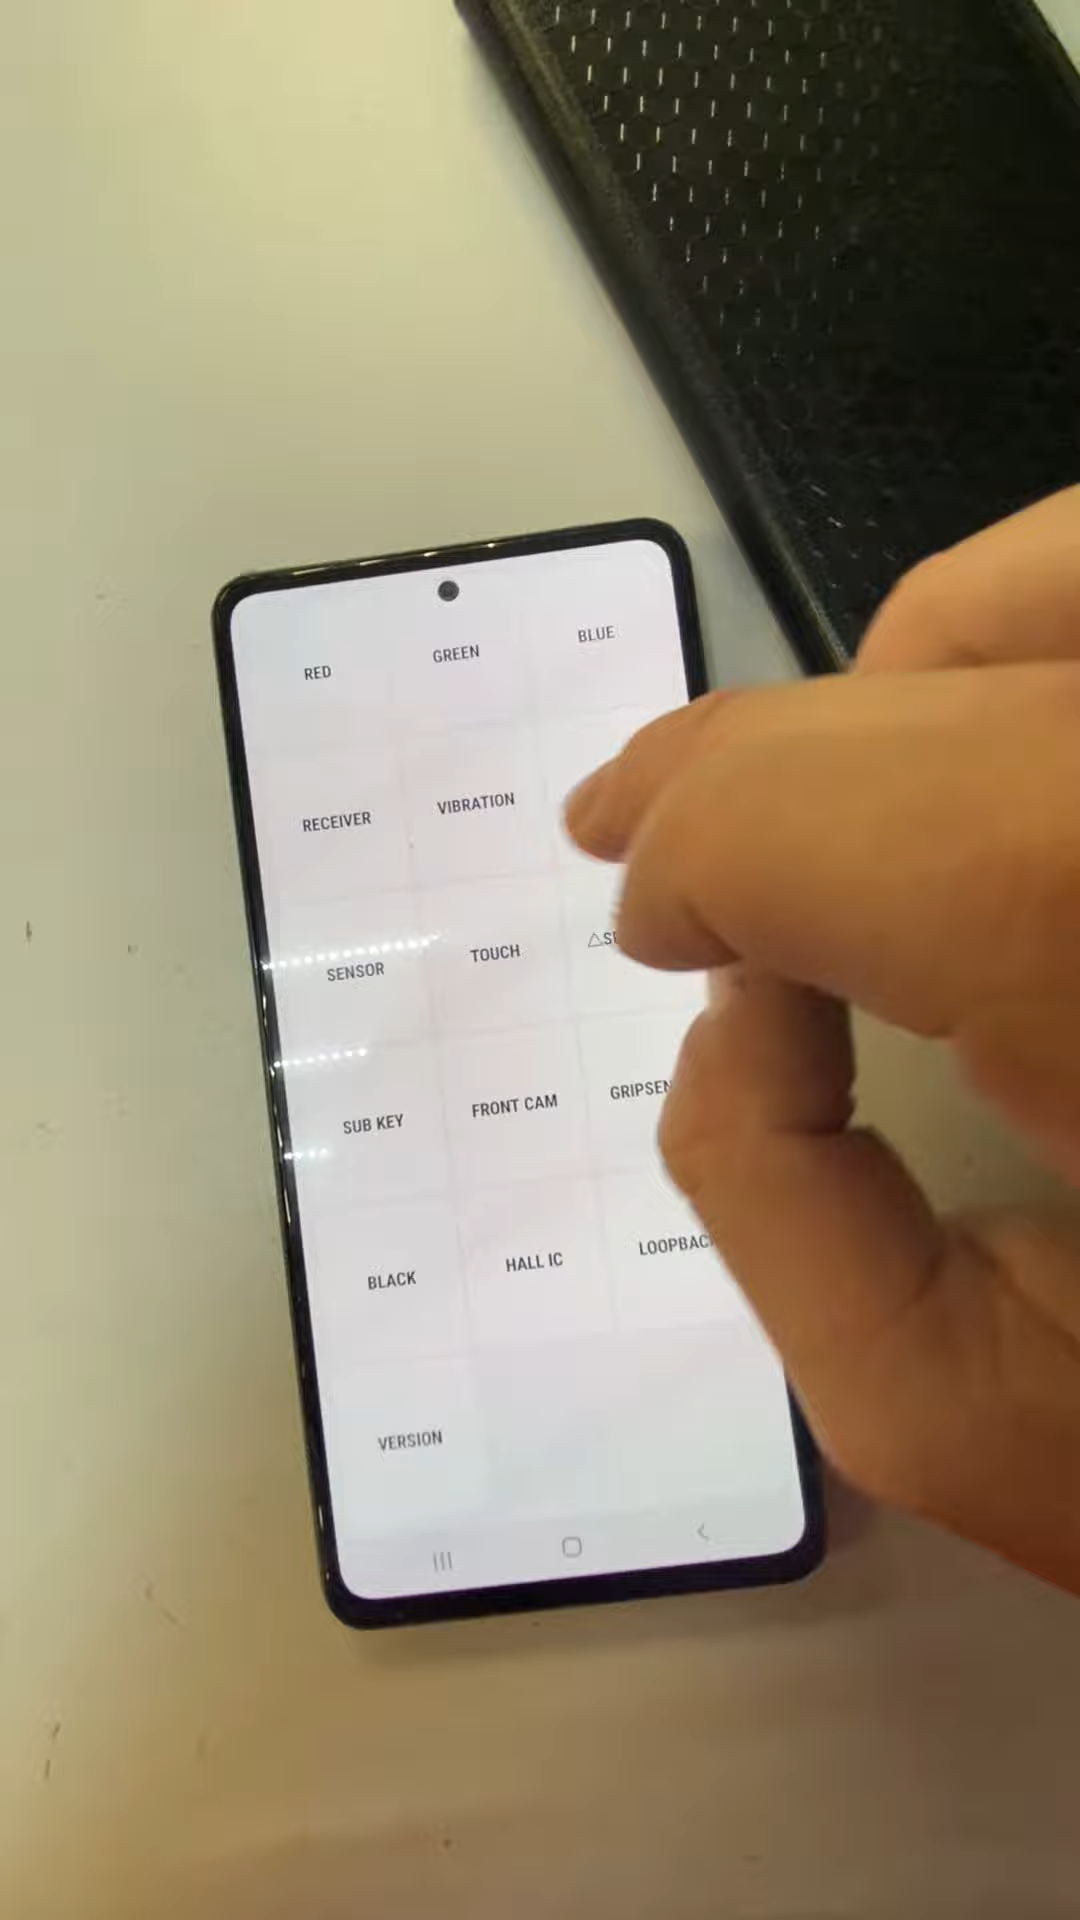 RED GREEN BLUE
RECEIVER VIBRATION
SENSOR TOUCH
SUB KEY FRONT CAM
BLACK HALL IC
VERSION